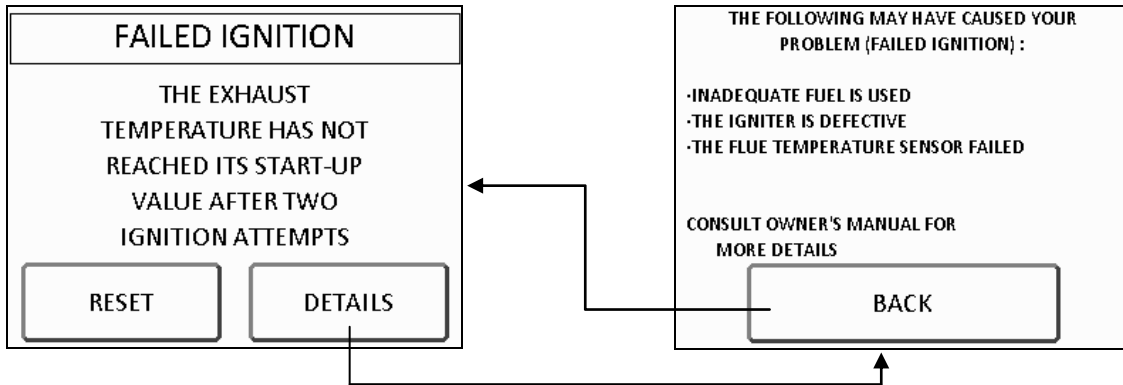 FAILED IGNITION
THE EXHAUST
TEMPERATURE HAS NOT
REACHED ITS START-UP
VALUE AFTER TWO
IGNITION ATTEMPTS
RESET
DETAILS
THE FOLLOWING MAY HAVE CAUSED YOUR
PROBLEM (FAILED IGNITION) :
·INADEQUATE FUEL IS USED
·THE IGNITER IS DEFECTIVE
·THE FLUE TEMPERATURE SENSOR FAILED
CONSULT OWNER'S MANUAL FOR
MORE DETAILS
BACK